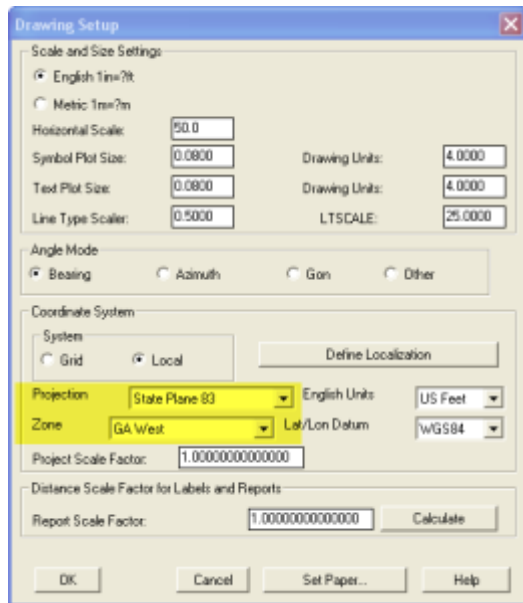 Drawing Setup
Scale and Size Settings
English 1in=?ft
Metric 1m=?m
Horizontal Scale: 50.0
Symbol Plot Size: 0.0800 Drawing Units: 4.0000
Text Plot Size: 0.0800 Drawing Units: 4.0000
Line Type Scaler: 0.5000 LTSCALE: 25.0000
Angle Mode
Bearing Azimuth Gon Other
Coordinate System
System
Grid Local Define Localization
Projection State Plane 83 English Units US Feet
Zone GA West Lat/Lon Datum WGS84
Project Scale Factor: 1.00000000000000
Distance Scale Factor for Labels and Reports
Report Scale Factor: 1.00000000000000 Calculate
OK Cancel Set Paper... Help